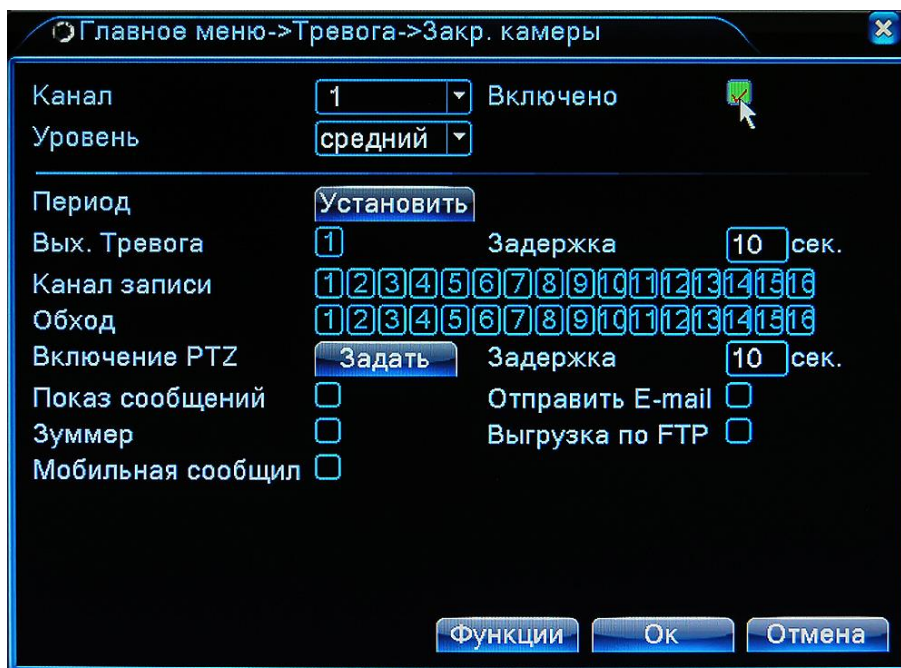 Главное меню->Тревога->Закр. камеры
Канал 1 Включено
Уровень средний
Период Установить
Вых. Тревога 1 Задержка 10 сек.
Канал записи 1 2 3 4 5 6 7 8 9 10 11 12 13 14 15 16
Обход 1 2 3 4 5 6 7 8 9 10 11 12 13 14 15 16
Включение PTZ Задать Задержка 10 сек.
Показ сообщений Отправить E-mail
Зуммер Выгрузка по FTP
Мобильная сообщил
Функции Ок Отмена